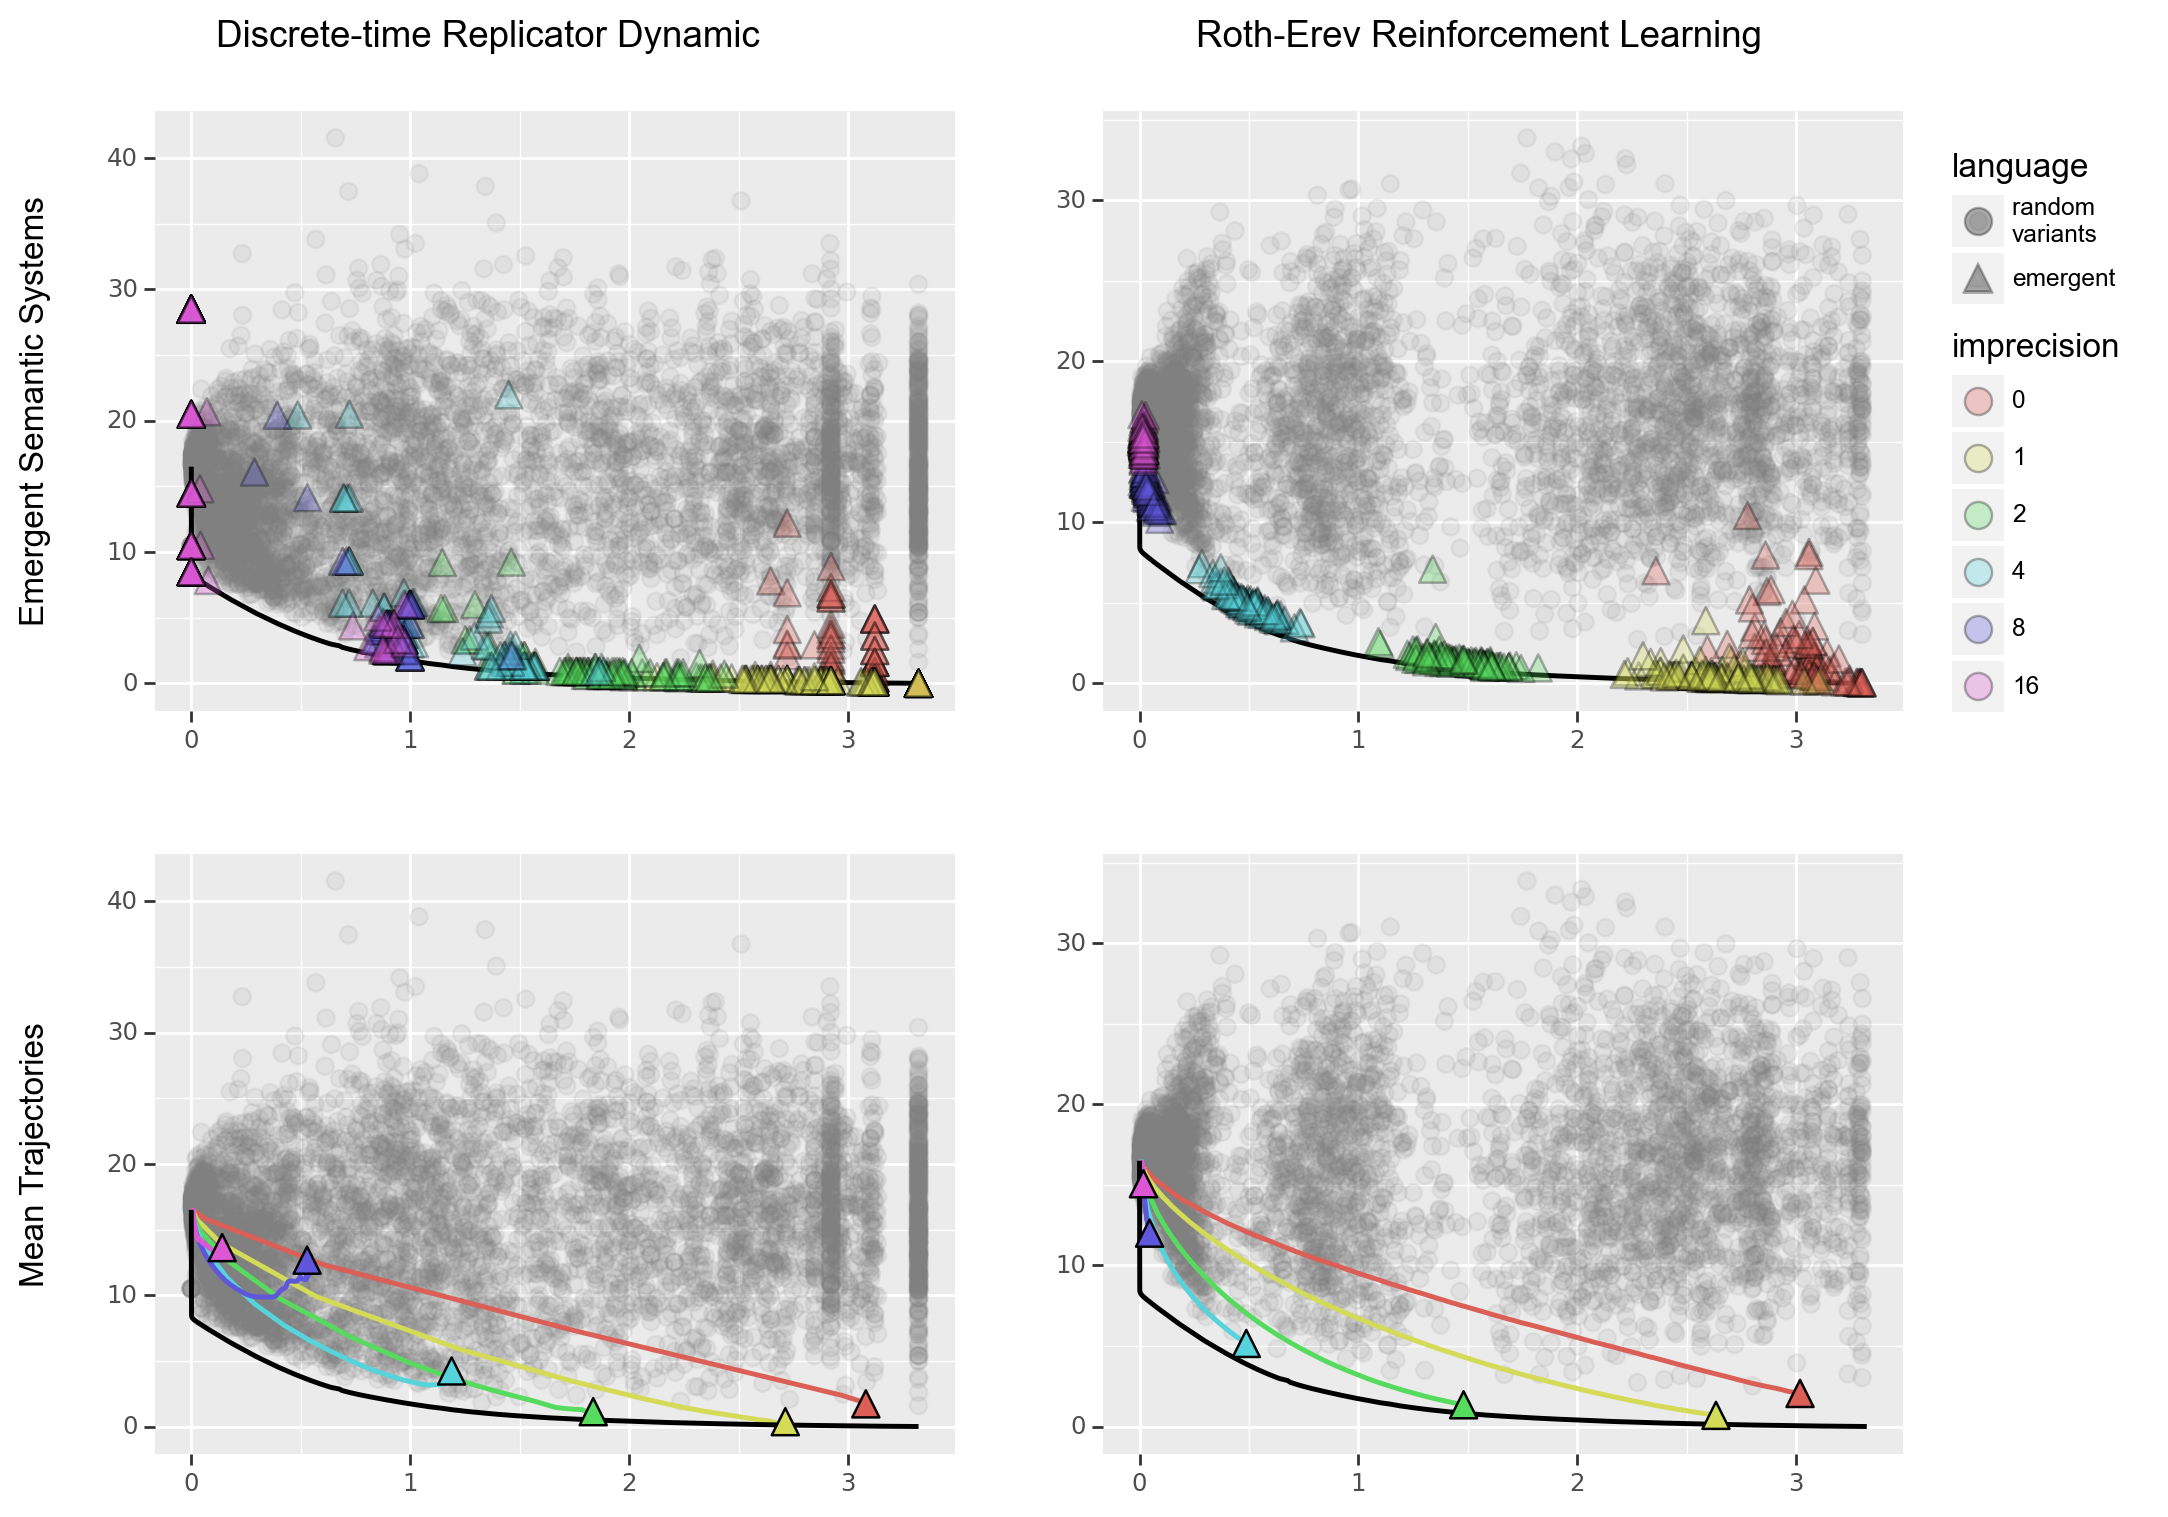 Discrete-time Replicator Dynamic
Roth-Erev Reinforcement Learning
Emergent Semantic Systems
40
30
20
10
0
0 1 2 3
30
20
10
0
0 1 2 3
language
random
variants
emergent
imprecision
0
1
2
4
8
16
Mean Trajectories
40
30
20
10
0
0 1 2 3
30
20
10
0
0 1 2 3